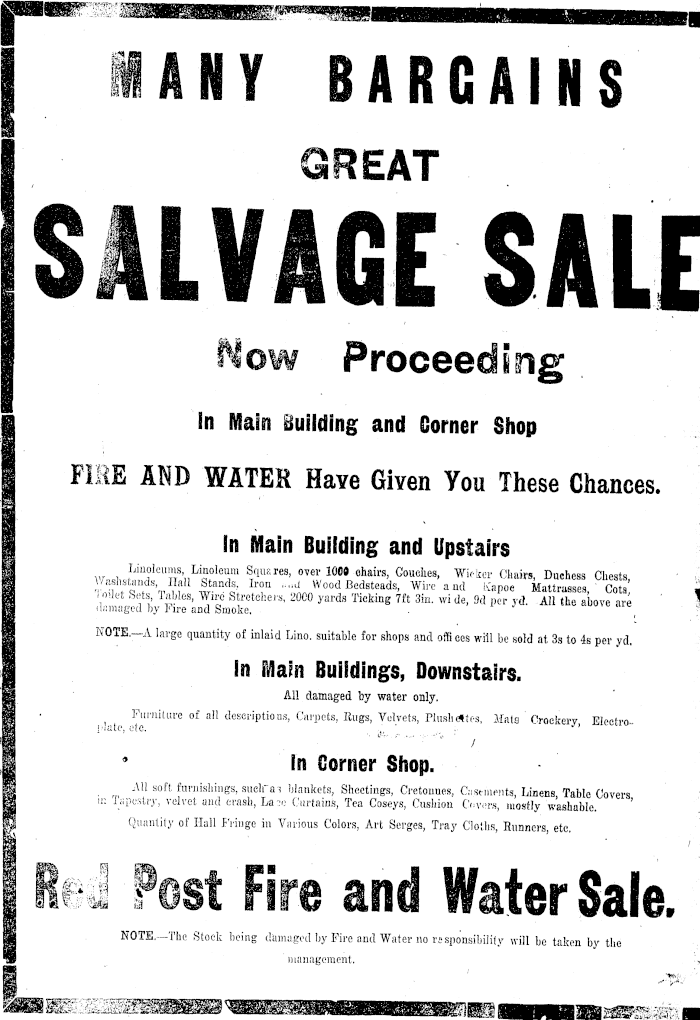 MANY BARGAINS
GREAT
SALVAGE SALE
Now Proceeding
In Main Building and Corner Shop
FIRE AND WATER Have Given You These Chances.
In Main Building and Upstairs
Linoleums, Linoleum Squares, over 1000 chairs, Couches, Wicker Chairs, Duchess Chests,
Washstands, Hall Stands, Iron and Wood Bedsteads, Wire and Kapoc Mattrasses, Cots,
Toilet Sets, Tables, Wire Stretchers, 2000 yards Ticking 7ft 3in. wide, 9d per yd. All the above are
damaged by Fire and Smoke.
NOTE.—A large quantity of inlaid Lino. suitable for shops and offices will be sold at 3s to 4s per yd.
In Main Buildings, Downstairs.
All damaged by water only.
Furniture of all descriptions, Carpets, Rugs, Velvets, Plushettes, Mats Crockery, Electro-
plate, etc.
In Corner Shop.
All soft furnishings, such as blankets, Sheetings, Cretonnes, Casements, Linens, Table Covers,
in Tapestry, velvet and crash, Lace Curtains, Tea Coseys, Cushion Covers, mostly washable.
Quantity of Hall Fringe in Various Colors, Art Serges, Tray Cloths, Runners, etc.
Red Post Fire and Water Sale.
NOTE.—The Stock being damaged by Fire and Water no responsibility will be taken by the
management.